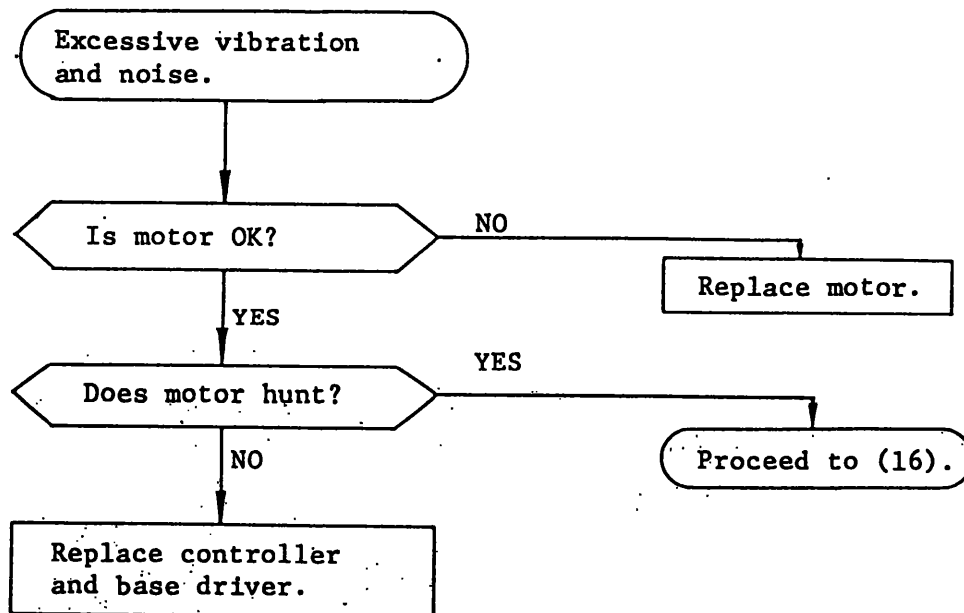 Excessive vibration
and noise.
Is motor OK?
NO
Replace motor.
YES
Does motor hunt?
YES
Proceed to (16).
NO
Replace controller
and base driver.